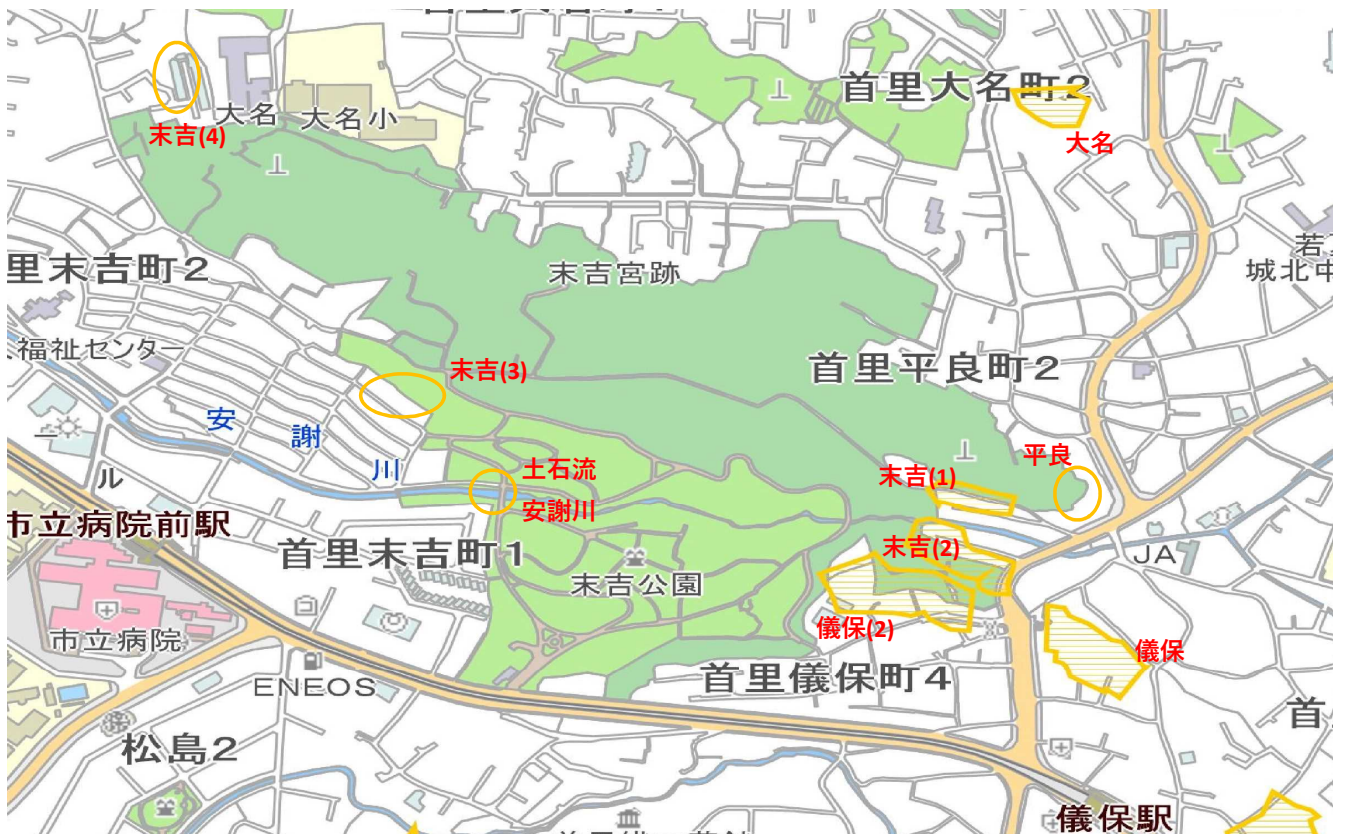 首里大名町2
大名
大名小
末吉(4)
大名
里末吉町2
末吉宮跡
城北中
福祉センター
首里平良町2
末吉(3)
安
謝
川
平良
末吉(1)
土石流
安謝川
ル
市立病院前駅
首里末吉町1
末吉(2)
JA
末吉公園
儀保(2)
儀保
市立病院
ENEOS
首里儀保町4
首
松島2
儀保駅